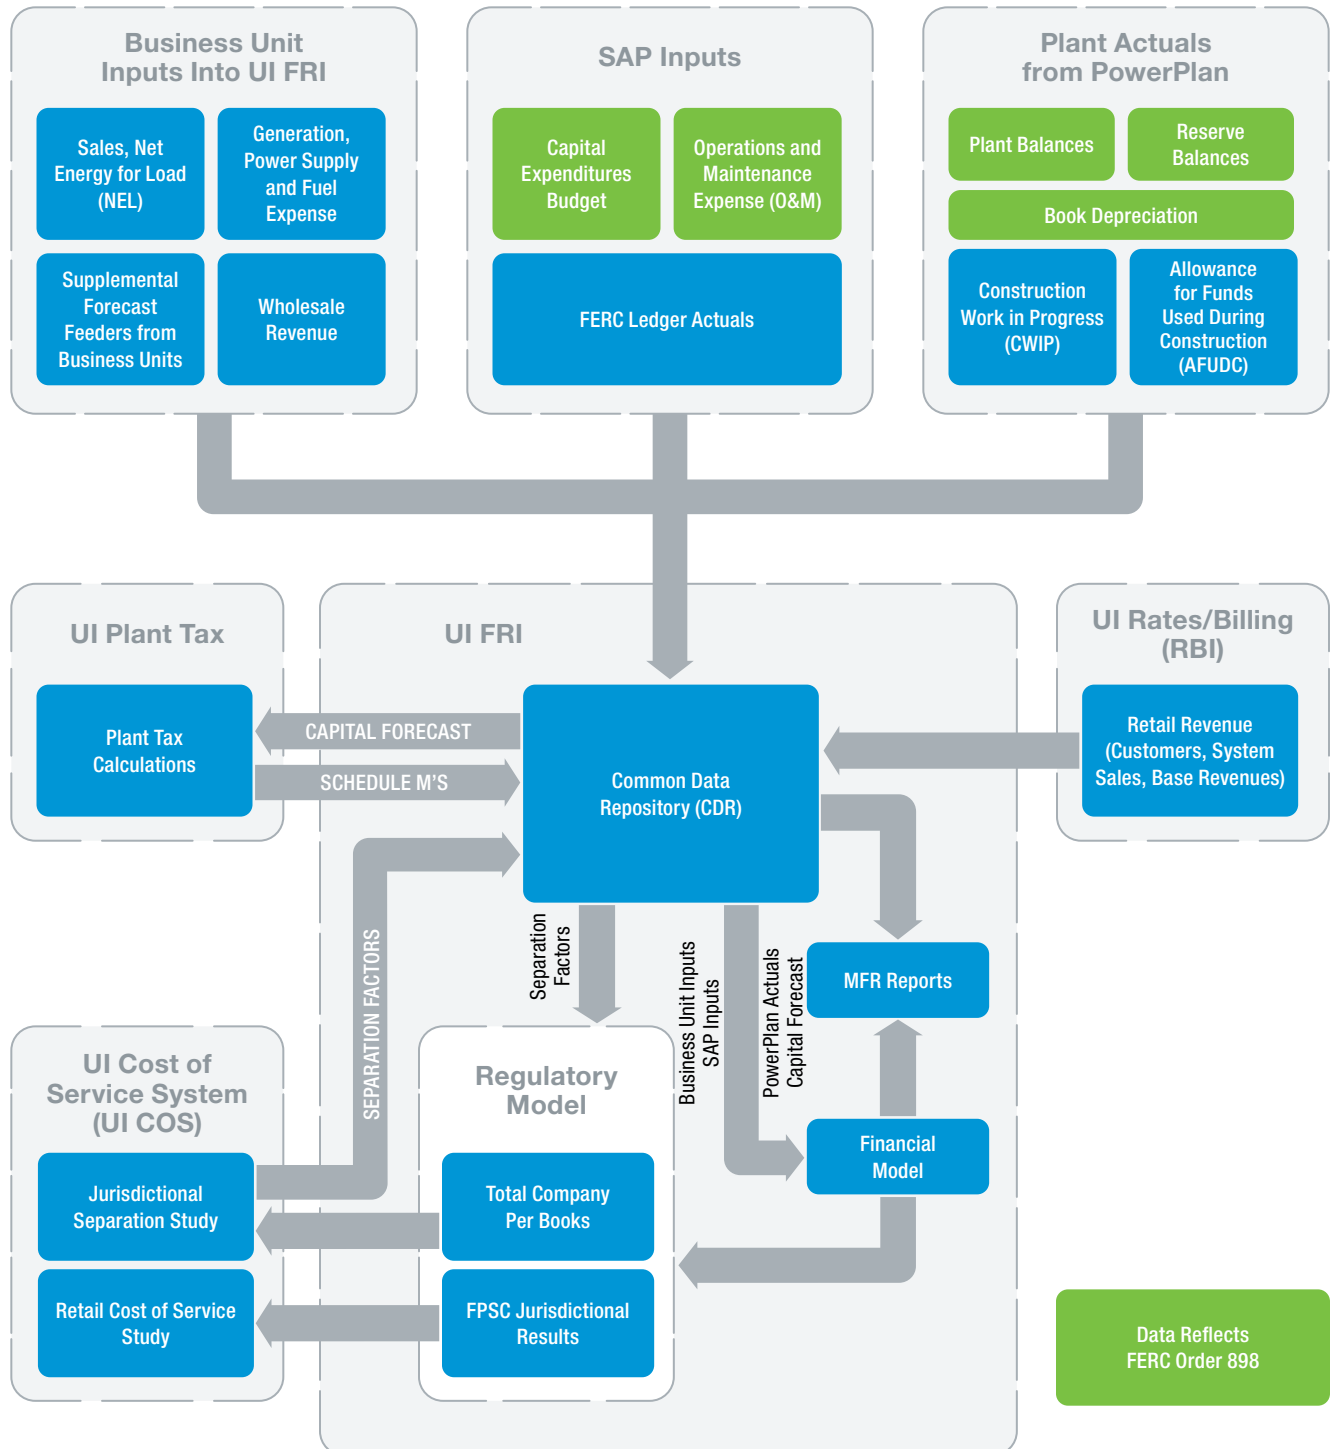 Business Unit
Inputs Into UI FRI
Sales, Net
Energy for Load
(NEL)
Generation,
Power Supply
and Fuel
Expense
Supplemental
Forecast
Feeders from
Business Units
Wholesale
Revenue
SAP Inputs
Capital
Expenditures
Budget
Operations and
Maintenance
Expense (O&M)
FERC Ledger Actuals
Plant Actuals
from PowerPlan
Plant Balances
Reserve
Balances
Book Depreciation
Construction
Work in Progress
(CWIP)
Allowance
for Funds
Used During
Construction
(AFUDC)
UI Plant Tax
Plant Tax
Calculations
CAPITAL FORECAST
SCHEDULE M'S
UI FRI
Common Data
Repository (CDR)
UI Rates/Billing
(RBI)
Retail Revenue
(Customers, System
Sales, Base Revenues)
SEPARATION FACTORS
Separation
Factors
Business Unit Inputs
SAP Inputs
PowerPlan Actuals
Capital Forecast
MFR Reports
Financial
Model
UI Cost of
Service System
(UI COS)
Jurisdictional
Separation Study
Retail Cost of Service
Study
Regulatory
Model
Total Company
Per Books
FPSC Jurisdictional
Results
Data Reflects
FERC Order 898